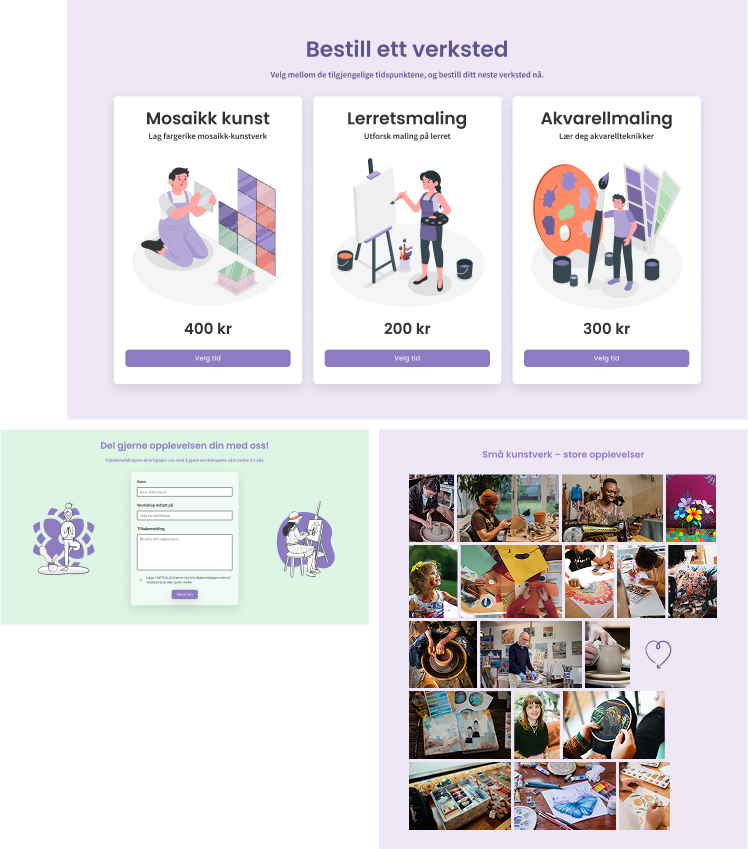 Bestill ett verksted
Velg mellom de tilgjengelige tidspunktene, og bestill ditt neste verksted nå.
Mosaikk kunst
Lag fargerike mosaikk-kunstverk
400 kr
Velg tid
Lerretsmaling
Utforsk maling på lerret
200 kr
Velg tid
Akvarellmaling
Lær deg akvarellteknikker
300 kr
Velg tid
Del gjerne opplevelsen din med oss!
Tilbakemeldingene dine hjelper oss med å gjøre workshopene våre bedre for alle.
Navn
Workshop deltatt på
Velg en workshop
Tilbakemelding
Send inn
Små kunstverk – store opplevelser